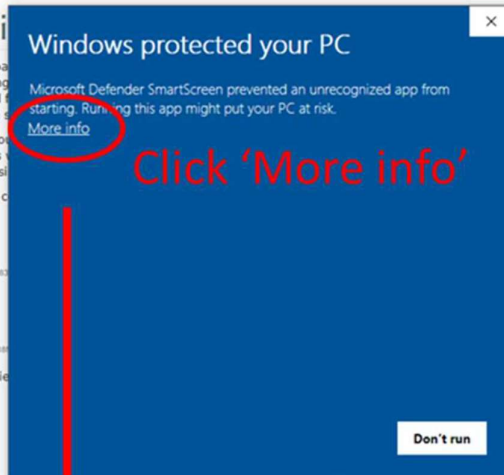 Windows protected your PC
Microsoft Defender SmartScreen prevented an unrecognized app from
starting. Running this app might put your PC at risk.
More info
Click ‘More info’
Don't run